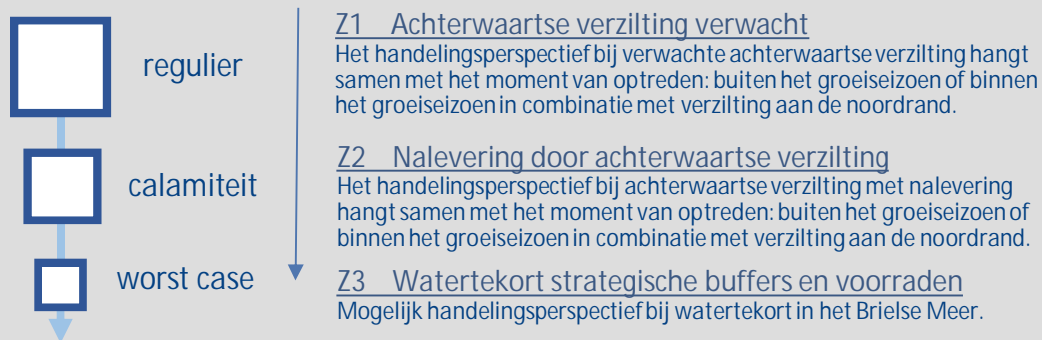 regulier
calamiteit
worst case
Z1 Achterwaartse verzilting verwacht
Het handelingsperspectief bij verwachte achterwaartse verzilting hangt
samen met het moment van optreden: buiten het groeiseizoen of binnen
het groeiseizoen in combinatie met verzilting aan de noordrand.
Z2 Nalevering door achterwaartse verzilting
Het handelingsperspectief bij achterwaartse verzilting met nalevering
hangt samen met het moment van optreden: buiten het groeiseizoen of
binnen het groeiseizoen in combinatie met verzilting aan de noordrand.
Z3 Watertekort strategische buffers en voorraden
Mogelijk handelingsperspectief bij watertekort in het Brielse Meer.